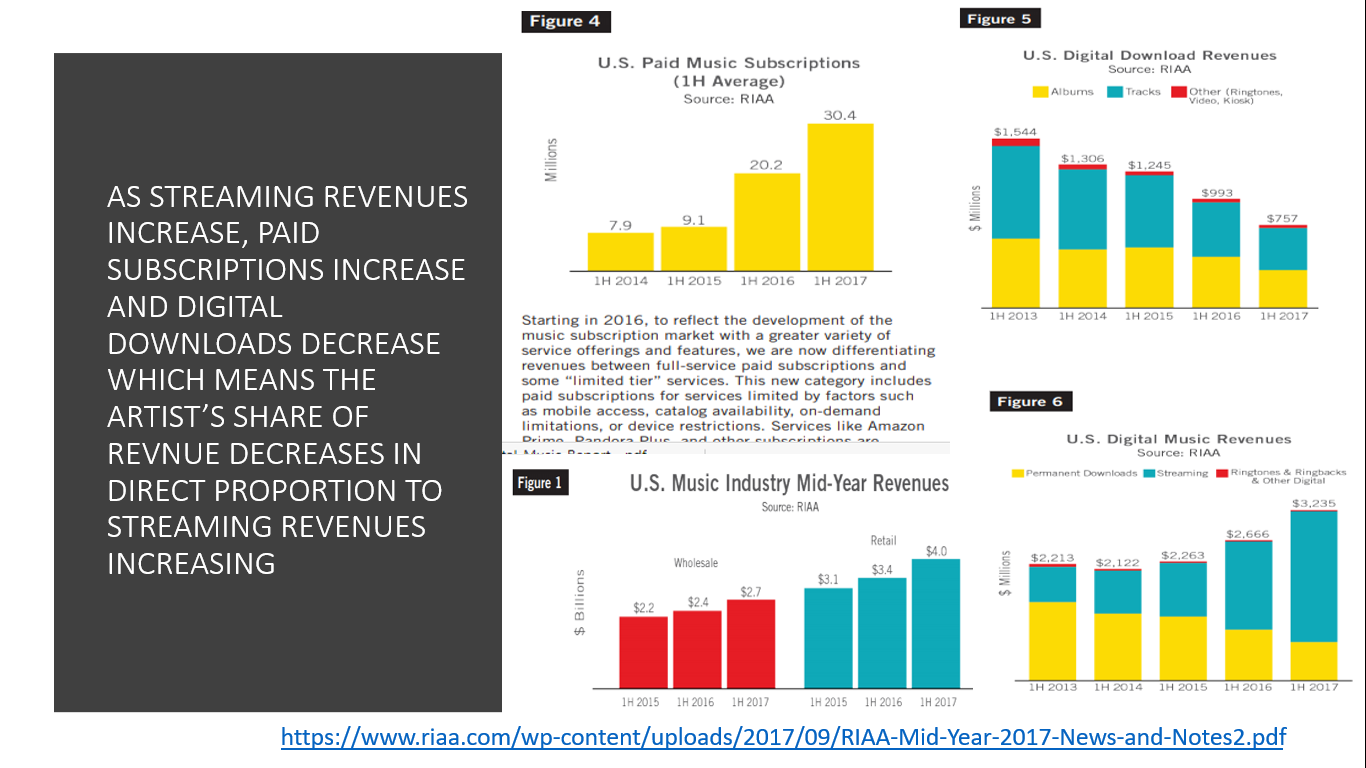 AS STREAMING REVENUES
INCREASE, PAID
SUBSCRIPTIONS INCREASE
AND DIGITAL
DOWNLOADS DECREASE
WHICH MEANS THE
ARTIST’S SHARE OF
REVNUE DECREASES IN
DIRECT PROPORTION TO
STREAMING REVENUES
INCREASING
Figure 4
U.S. Paid Music Subscriptions
(1H Average)
Source: RIAA
Millions
7.9
9.1
20.2
30.4
1H 2014 1H 2015 1H 2016 1H 2017
Starting in 2016, to reflect the development of the
music subscription market with a greater variety of
service offerings and features, we are now differentiating
revenues between full-service paid subscriptions and
some “limited tier” services. This new category includes
paid subscriptions for services limited by factors such
as mobile access, catalog availability, on-demand
limitations, or device restrictions. Services like Amazon
Prime, Pandora Plus, and other subscriptions are
Figure 5
U.S. Digital Download Revenues
Source: RIAA
Albums Tracks Other (Ringtones,
Video, Kiosk)
$ Millions
$1,544
$1,306
$1,245
$993
$757
1H 2013 1H 2014 1H 2015 1H 2016 1H 2017
Figure 1
U.S. Music Industry Mid-Year Revenues
Source: RIAA
Wholesale
Retail
$ Billions
$2.2
$2.4
$2.7
$3.1
$3.4
$4.0
1H 2015 1H 2016 1H 2017 1H 2015 1H 2016 1H 2017
Figure 6
U.S. Digital Music Revenues
Source: RIAA
Permanent Downloads Streaming Ringtones & Ringbacks
& Other Digital
$ Millions
$2,213
$2,122
$2,263
$2,666
$3,235
1H 2013 1H 2014 1H 2015 1H 2016 1H 2017
https://www.riaa.com/wp-content/uploads/2017/09/RIAA-Mid-Year-2017-News-and-Notes2.pdf